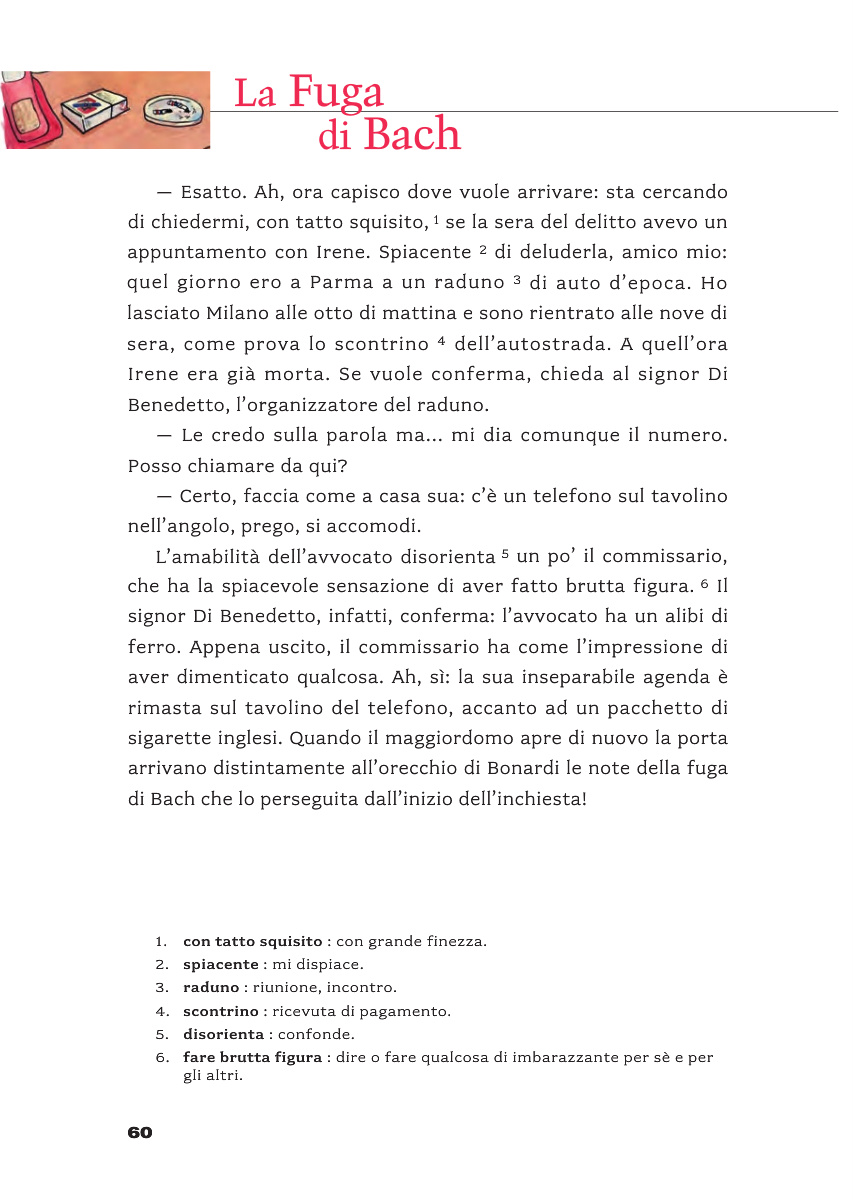 La Fuga
di Bach
— Esatto. Ah, ora capisco dove vuole arrivare: sta cercando
di chiedermi, con tatto squisito, 1 se la sera del delitto avevo un
appuntamento con Irene. Spiacente 2 di deluderla, amico mio:
quel giorno ero a Parma a un raduno 3 di auto d’epoca. Ho
lasciato Milano alle otto di mattina e sono rientrato alle nove di
sera, come prova lo scontrino 4 dell’autostrada. A quell’ora
Irene era già morta. Se vuole conferma, chieda al signor Di
Benedetto, l’organizzatore del raduno.
— Le credo sulla parola ma... mi dia comunque il numero.
Posso chiamare da qui?
— Certo, faccia come a casa sua: c’è un telefono sul tavolino
nell’angolo, prego, si accomodi.
L’amabilità dell’avvocato disorienta 5 un po’ il commissario,
che ha la spiacevole sensazione di aver fatto brutta figura. 6 Il
signor Di Benedetto, infatti, conferma: l’avvocato ha un alibi di
ferro. Appena uscito, il commissario ha come l’impressione di
aver dimenticato qualcosa. Ah, sì: la sua inseparabile agenda è
rimasta sul tavolino del telefono, accanto ad un pacchetto di
sigarette inglesi. Quando il maggiordomo apre di nuovo la porta
arrivano distintamente all’orecchio di Bonardi le note della fuga
di Bach che lo perseguita dall’inizio dell’inchiesta!
1. con tatto squisito : con grande finezza.
2. spiacente : mi dispiace.
3. raduno : riunione, incontro.
4. scontrino : ricevuta di pagamento.
5. disorienta : confonde.
6. fare brutta figura : dire o fare qualcosa di imbarazzante per sè e per
gli altri.
60